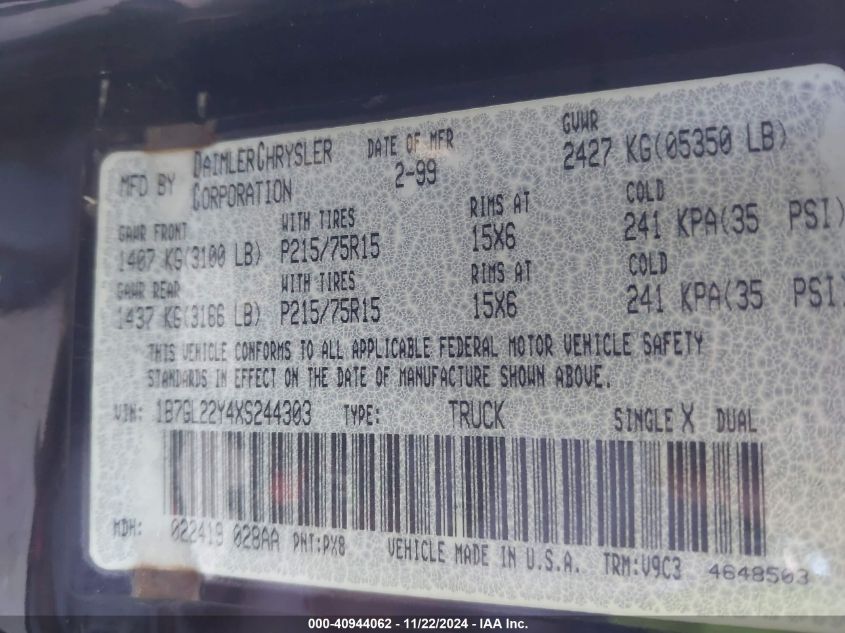 MFD BY DAIMLERCHRYSLER CORPORATION
DATE OF MFR 2-99
GVWR 2427 KG(05350 LB)
GAWR FRONT WITH TIRES RIMS AT COLD
1407 KG(3100 LB) P215/75R15 15X6 241 KPA(35 PSI)
GAWR REAR WITH TIRES RIMS AT COLD
1437 KG(3166 LB) P215/75R15 15X6 241 KPA(35 PSI)
THIS VEHICLE CONFORMS TO ALL APPLICABLE FEDERAL MOTOR VEHICLE SAFETY
STANDARDS IN EFFECT ON THE DATE OF MANUFACTURE SHOWN ABOVE.
VIN: 1B7GL22Y4XS244303 TYPE: TRUCK SINGLE X DUAL
MDH: 022419 028AA PNT:PX8 VEHICLE MADE IN U.S.A. TRM:V9C3 4648503
000-40944062 - 11/22/2024 - IAA Inc.